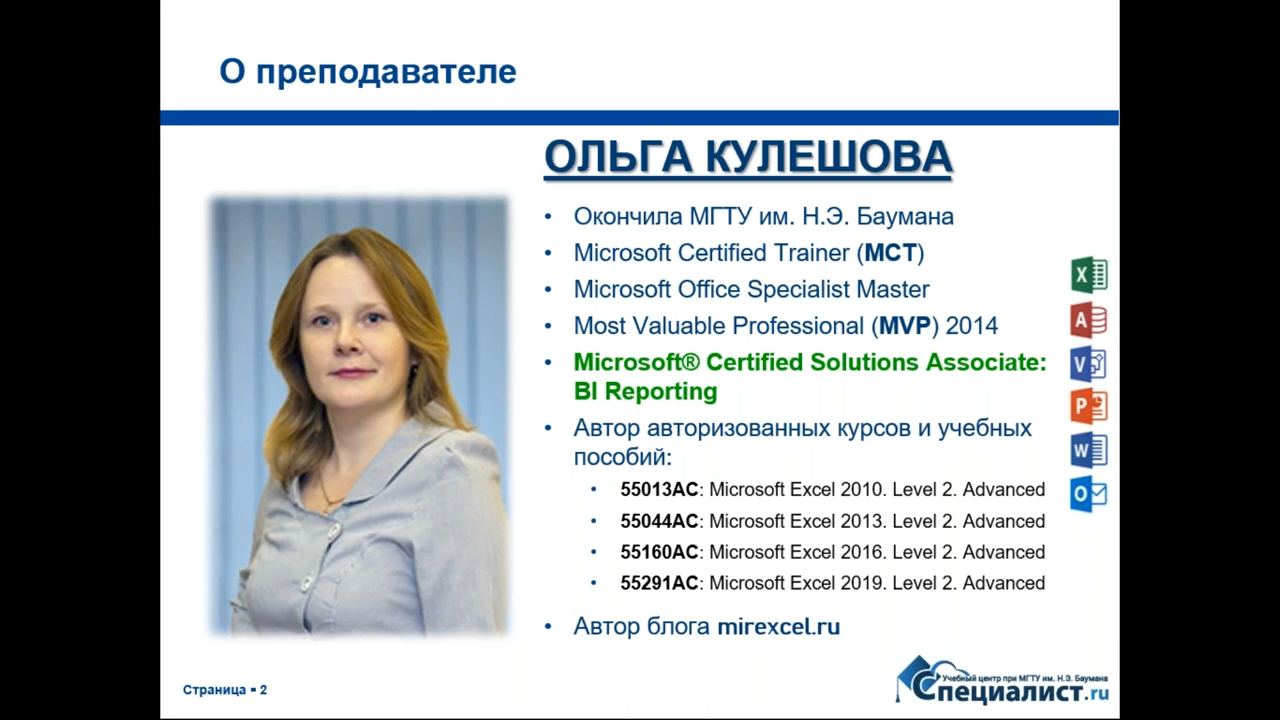 О преподавателе
ОЛЬГА КУЛЕШОВА
• Окончила МГТУ им. Н.Э. Баумана
• Microsoft Certified Trainer (MCT)
• Microsoft Office Specialist Master
• Most Valuable Professional (MVP) 2014
• Microsoft® Certified Solutions Associate:
BI Reporting
• Автор авторизованных курсов и учебных
пособий:
• 55013AC: Microsoft Excel 2010. Level 2. Advanced
• 55044AC: Microsoft Excel 2013. Level 2. Advanced
• 55160AC: Microsoft Excel 2016. Level 2. Advanced
• 55291AC: Microsoft Excel 2019. Level 2. Advanced
• Автор блога mirexcel.ru
X
A
V
P
W
O
Страница ▪ 2
Учебный центр при МГТУ им. Н.Э. Баумана
Специалист.ru